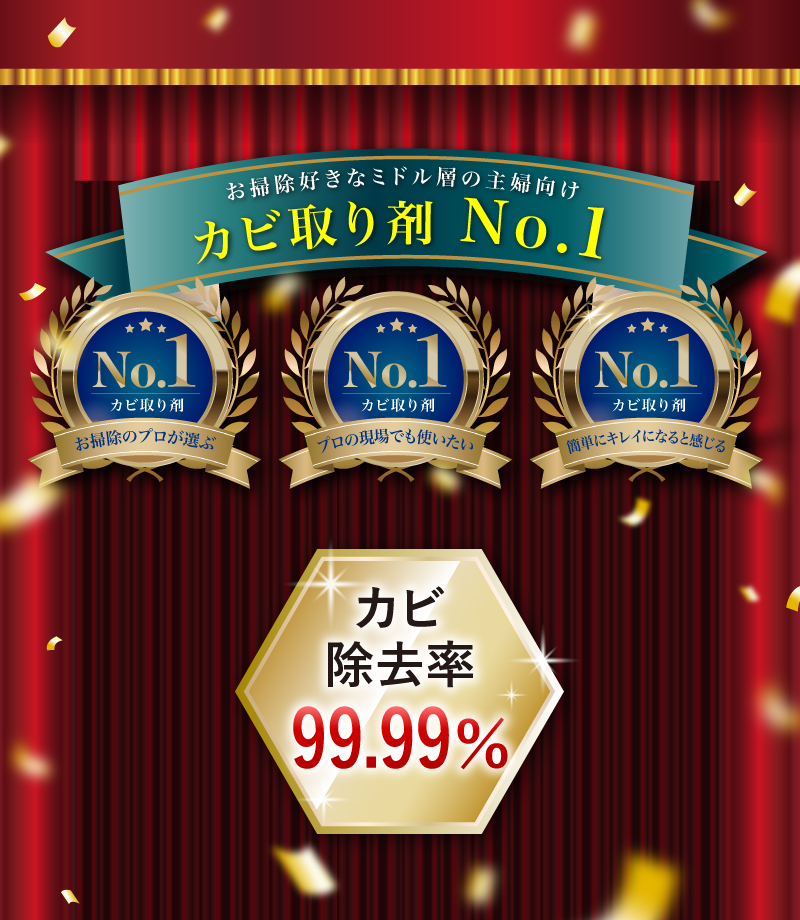 お掃除好きなミドル層の主婦向け
カビ取り剤 No.1
No.1
カビ取り剤
お掃除のプロが選ぶ
No.1
カビ取り剤
プロの現場でも使いたい
No.1
カビ取り剤
簡単にキレイになると感じる
カビ
除去率
99.99%